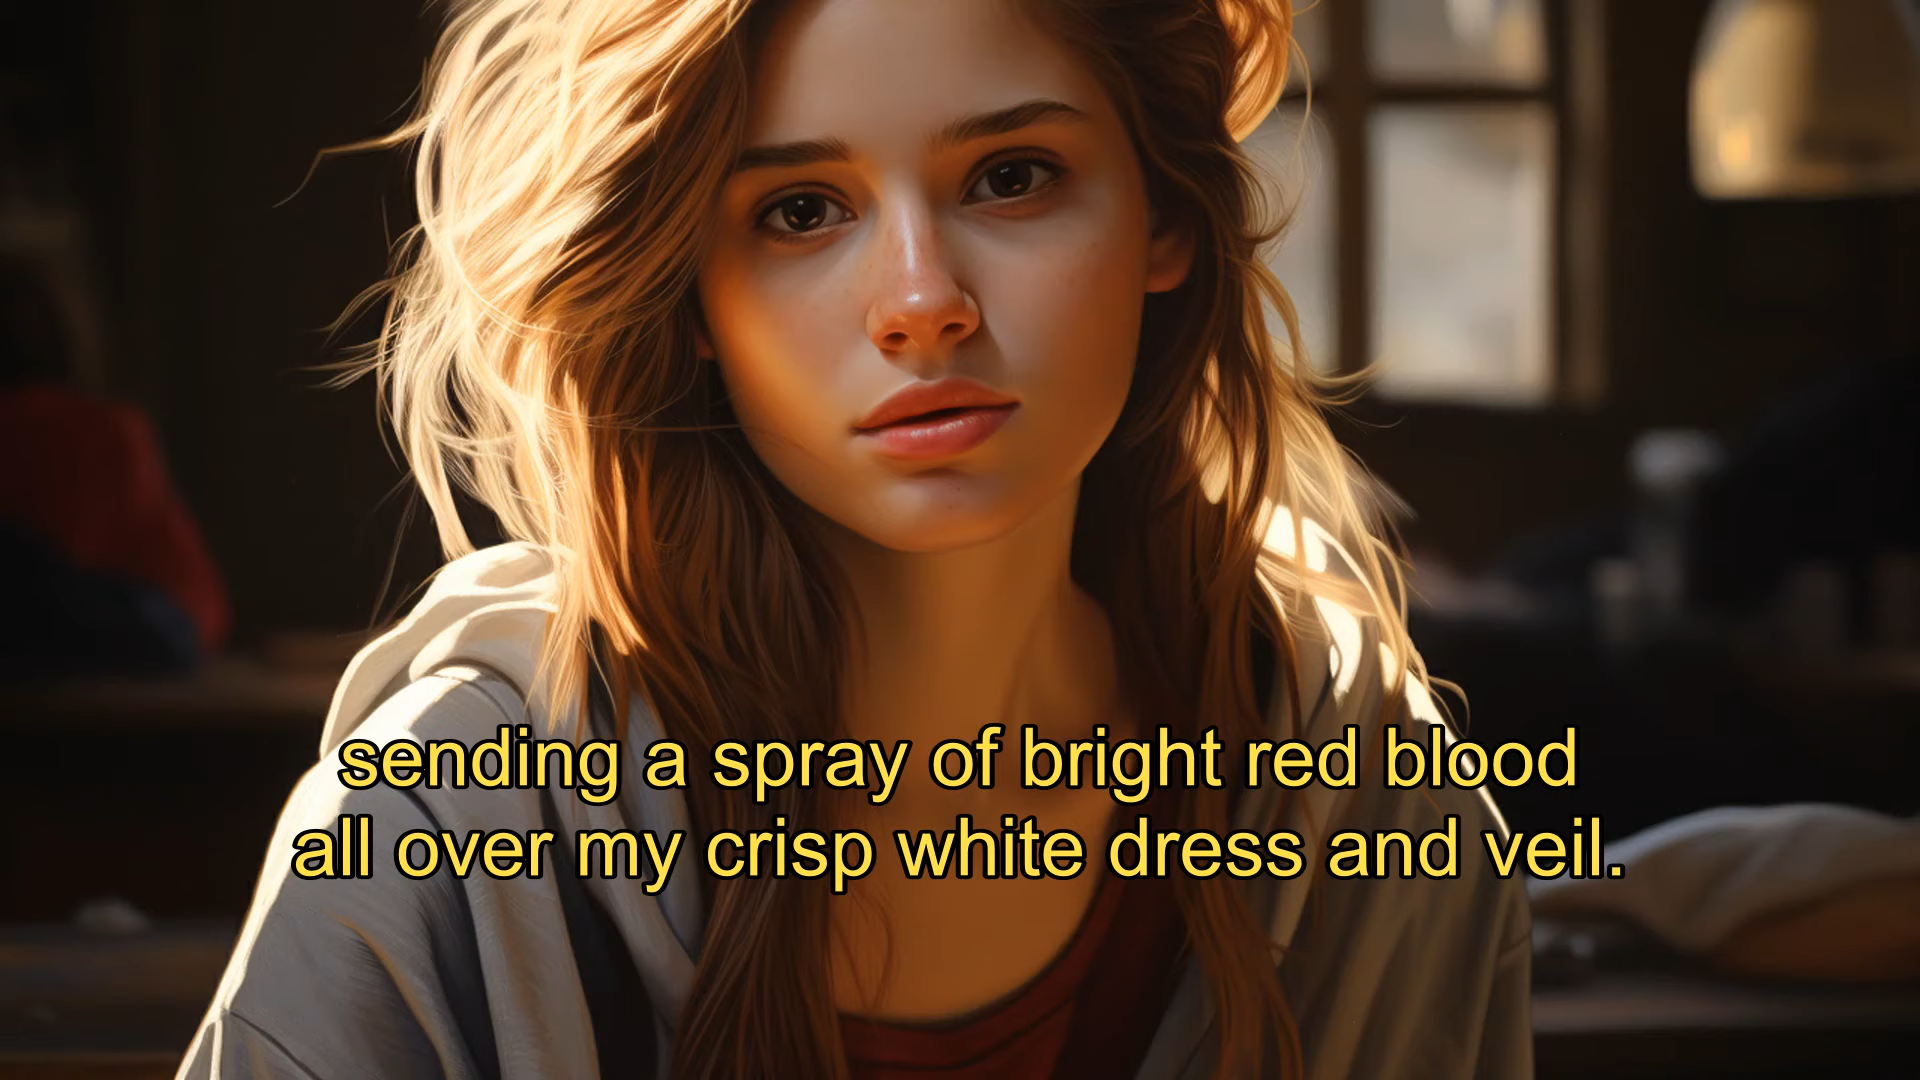 sending a spray of bright red blood
all over my crisp white dress and veil.